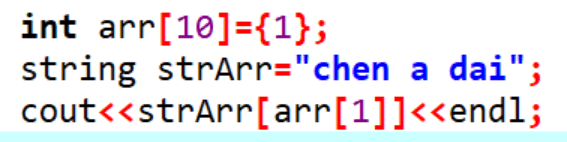 int arr[10]={1};
string strArr="chen a dai";
cout<<strArr[arr[1]]<<endl;